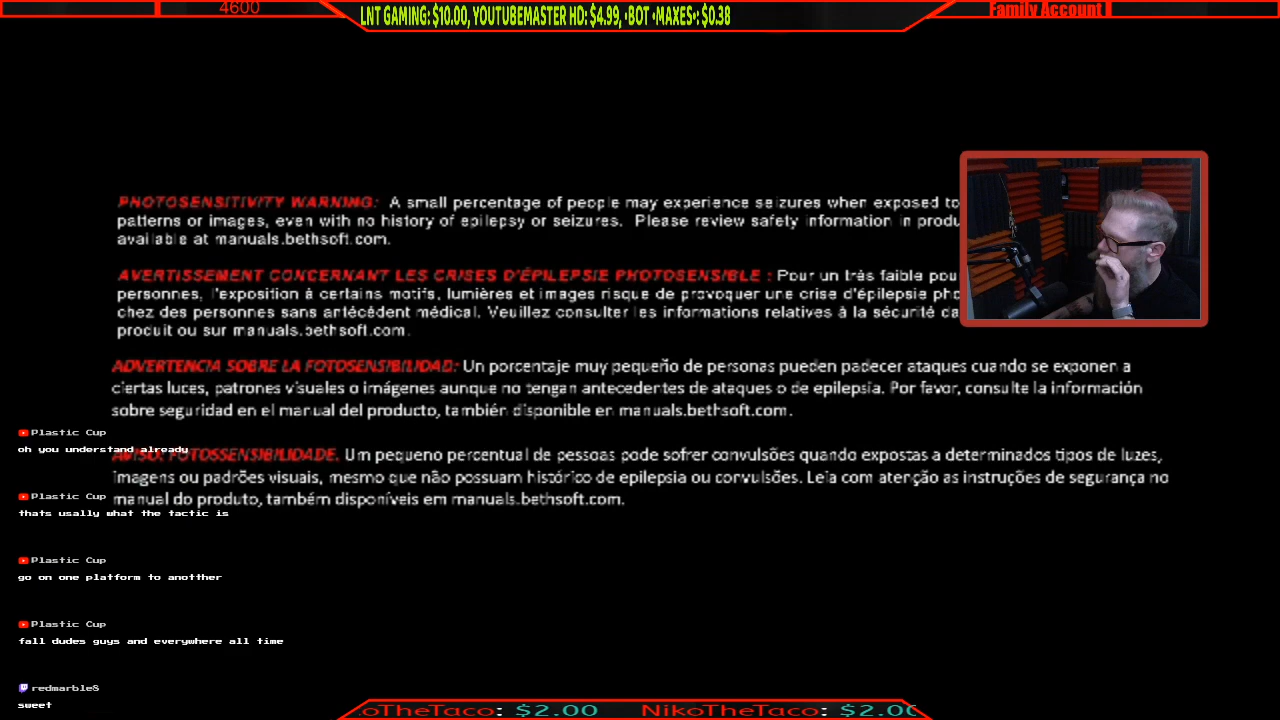 4600
LNT GAMING: $10.00, YOUTUBEMASTER HD: $4.99, -BOT -MAXES-: $0.38
Family Account
PHOTOSENSITIVITY WARNING: A small percentage of people may experience seizures when exposed to
patterns or images, even with no history of epilepsy or seizures. Please review safety information in produ
available at manuals.bethsoft.com.
AVERTISSEMENT CONCERNANT LES CRISES D'ÉPILEPSIE PHOTOSENSIBLE : Pour un très faible pou
personnes, l'exposition à certains motifs, lumières et images risque de provoquer une crise d'épilepsie pho
chez des personnes sans antécédent médical. Veuillez consulter les informations relatives à la sécurité da
produit ou sur manuals.bethsoft.com.
ADVERTENCIA SOBRE LA FOTOSENSIBILIDAD: Un porcentaje muy pequeño de personas pueden padecer ataques cuando se exponen a
ciertas luces, patrones visuales o imágenes aunque no tengan antecedentes de ataques o de epilepsia. Por favor, consulte la información
sobre seguridad en el manual del producto, también disponible en manuals.bethsoft.com.
AVISO: FOTOSSENSIBILIDADE. Um pequeno percentual de pessoas pode sofrer convulsões quando expostas a determinados tipos de luzes,
imagens ou padrões visuais, mesmo que não possuam histórico de epilepsia ou convulsões. Leia com atenção as instruções de segurança no
manual do produto, também disponíveis em manuals.bethsoft.com.
Plastic Cup
oh you understand already
Plastic Cup
thats usally what the tactic is
Plastic Cup
go on one platform to anotther
Plastic Cup
fall dudes guys and everywhere all time
redmarble8
sweet
oTheTaco: $2.00 NikoTheTaco: $2.00